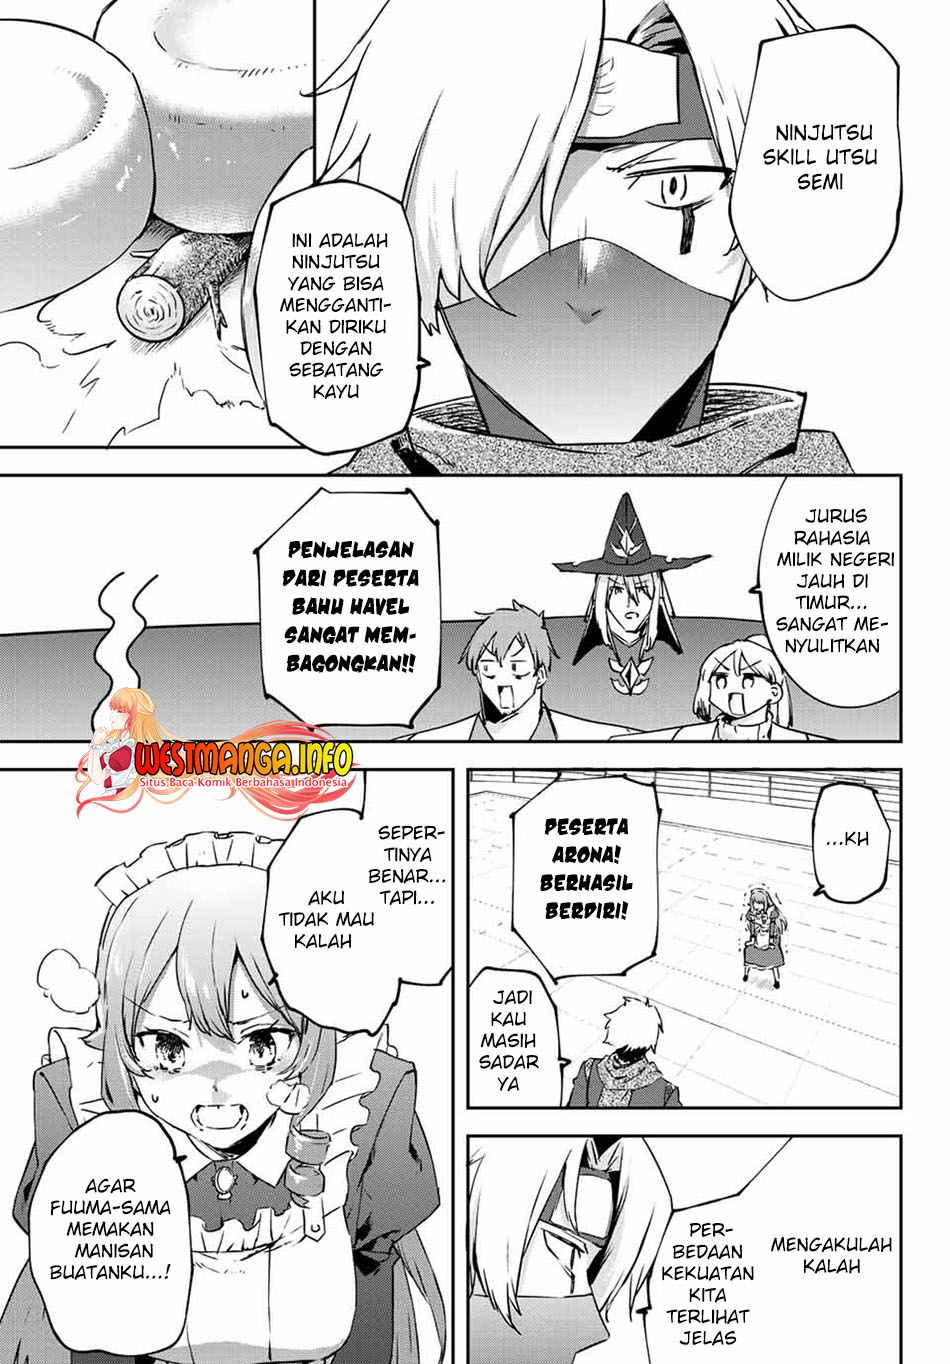 NINJUTSU
SKILL UTSU
SEMI
INI ADALAH
NINJUTSU
YANG BISA
MENGGANTI-
KAN DIRIKU
DENGAN
SEBATANG
KAYU
JURUS
RAHASIA
MILIK NEGERI
JAUH DI
TIMUR...
SANGAT ME-
NYULITKAN
PENJELASAN
DARI PESERTA
BAHU HAVEL
SANGAT MEM-
BAGONGKAN!!
WESTMANGA.INFO
Situs Baca Komik Berbahasa Indonesia
...KH
PESERTA
ARONA!
BERHASIL
BERDIRI!
JADI
KAU
MASIH
SADAR
YA
SEPER-
TINYA
BENAR...
TAPI...
AKU
TIDAK MAU
KALAH
AGAR
FUUMA-SAMA
MEMAKAN
MANISAN
BUATANKU...!
MENGAKULAH
KALAH
PER-
BEDAAN
KEKUATAN
KITA
TERLIHAT
JELAS